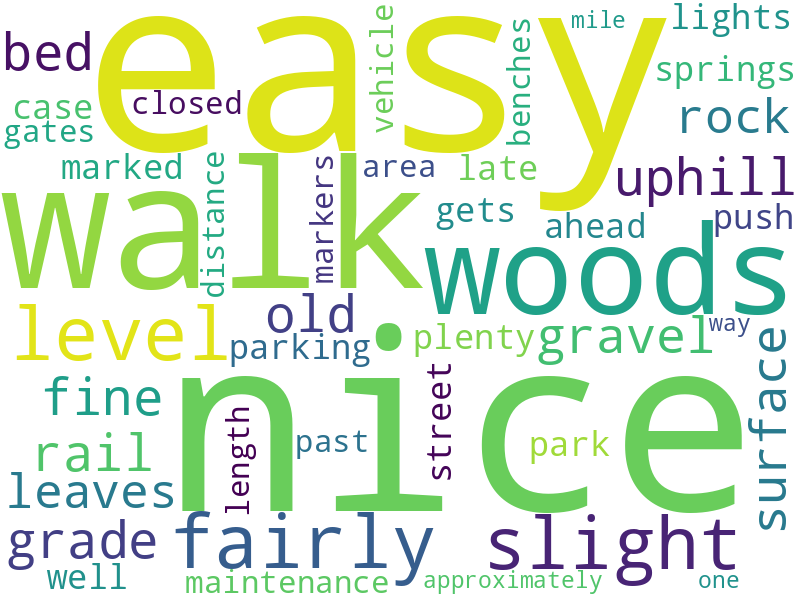 easy
mile
lights
bed
vehicle
benches
springs
case
closed
rock
gates
marked
distance
markers
area
late
uphill
walk
gets
ahead
push
woods
level
old
parking
plenty
gravel
way
surface
nice
fine
length
past
street
park
rail
leaves
grade
fairly
slight
well
maintenance
approximately
one